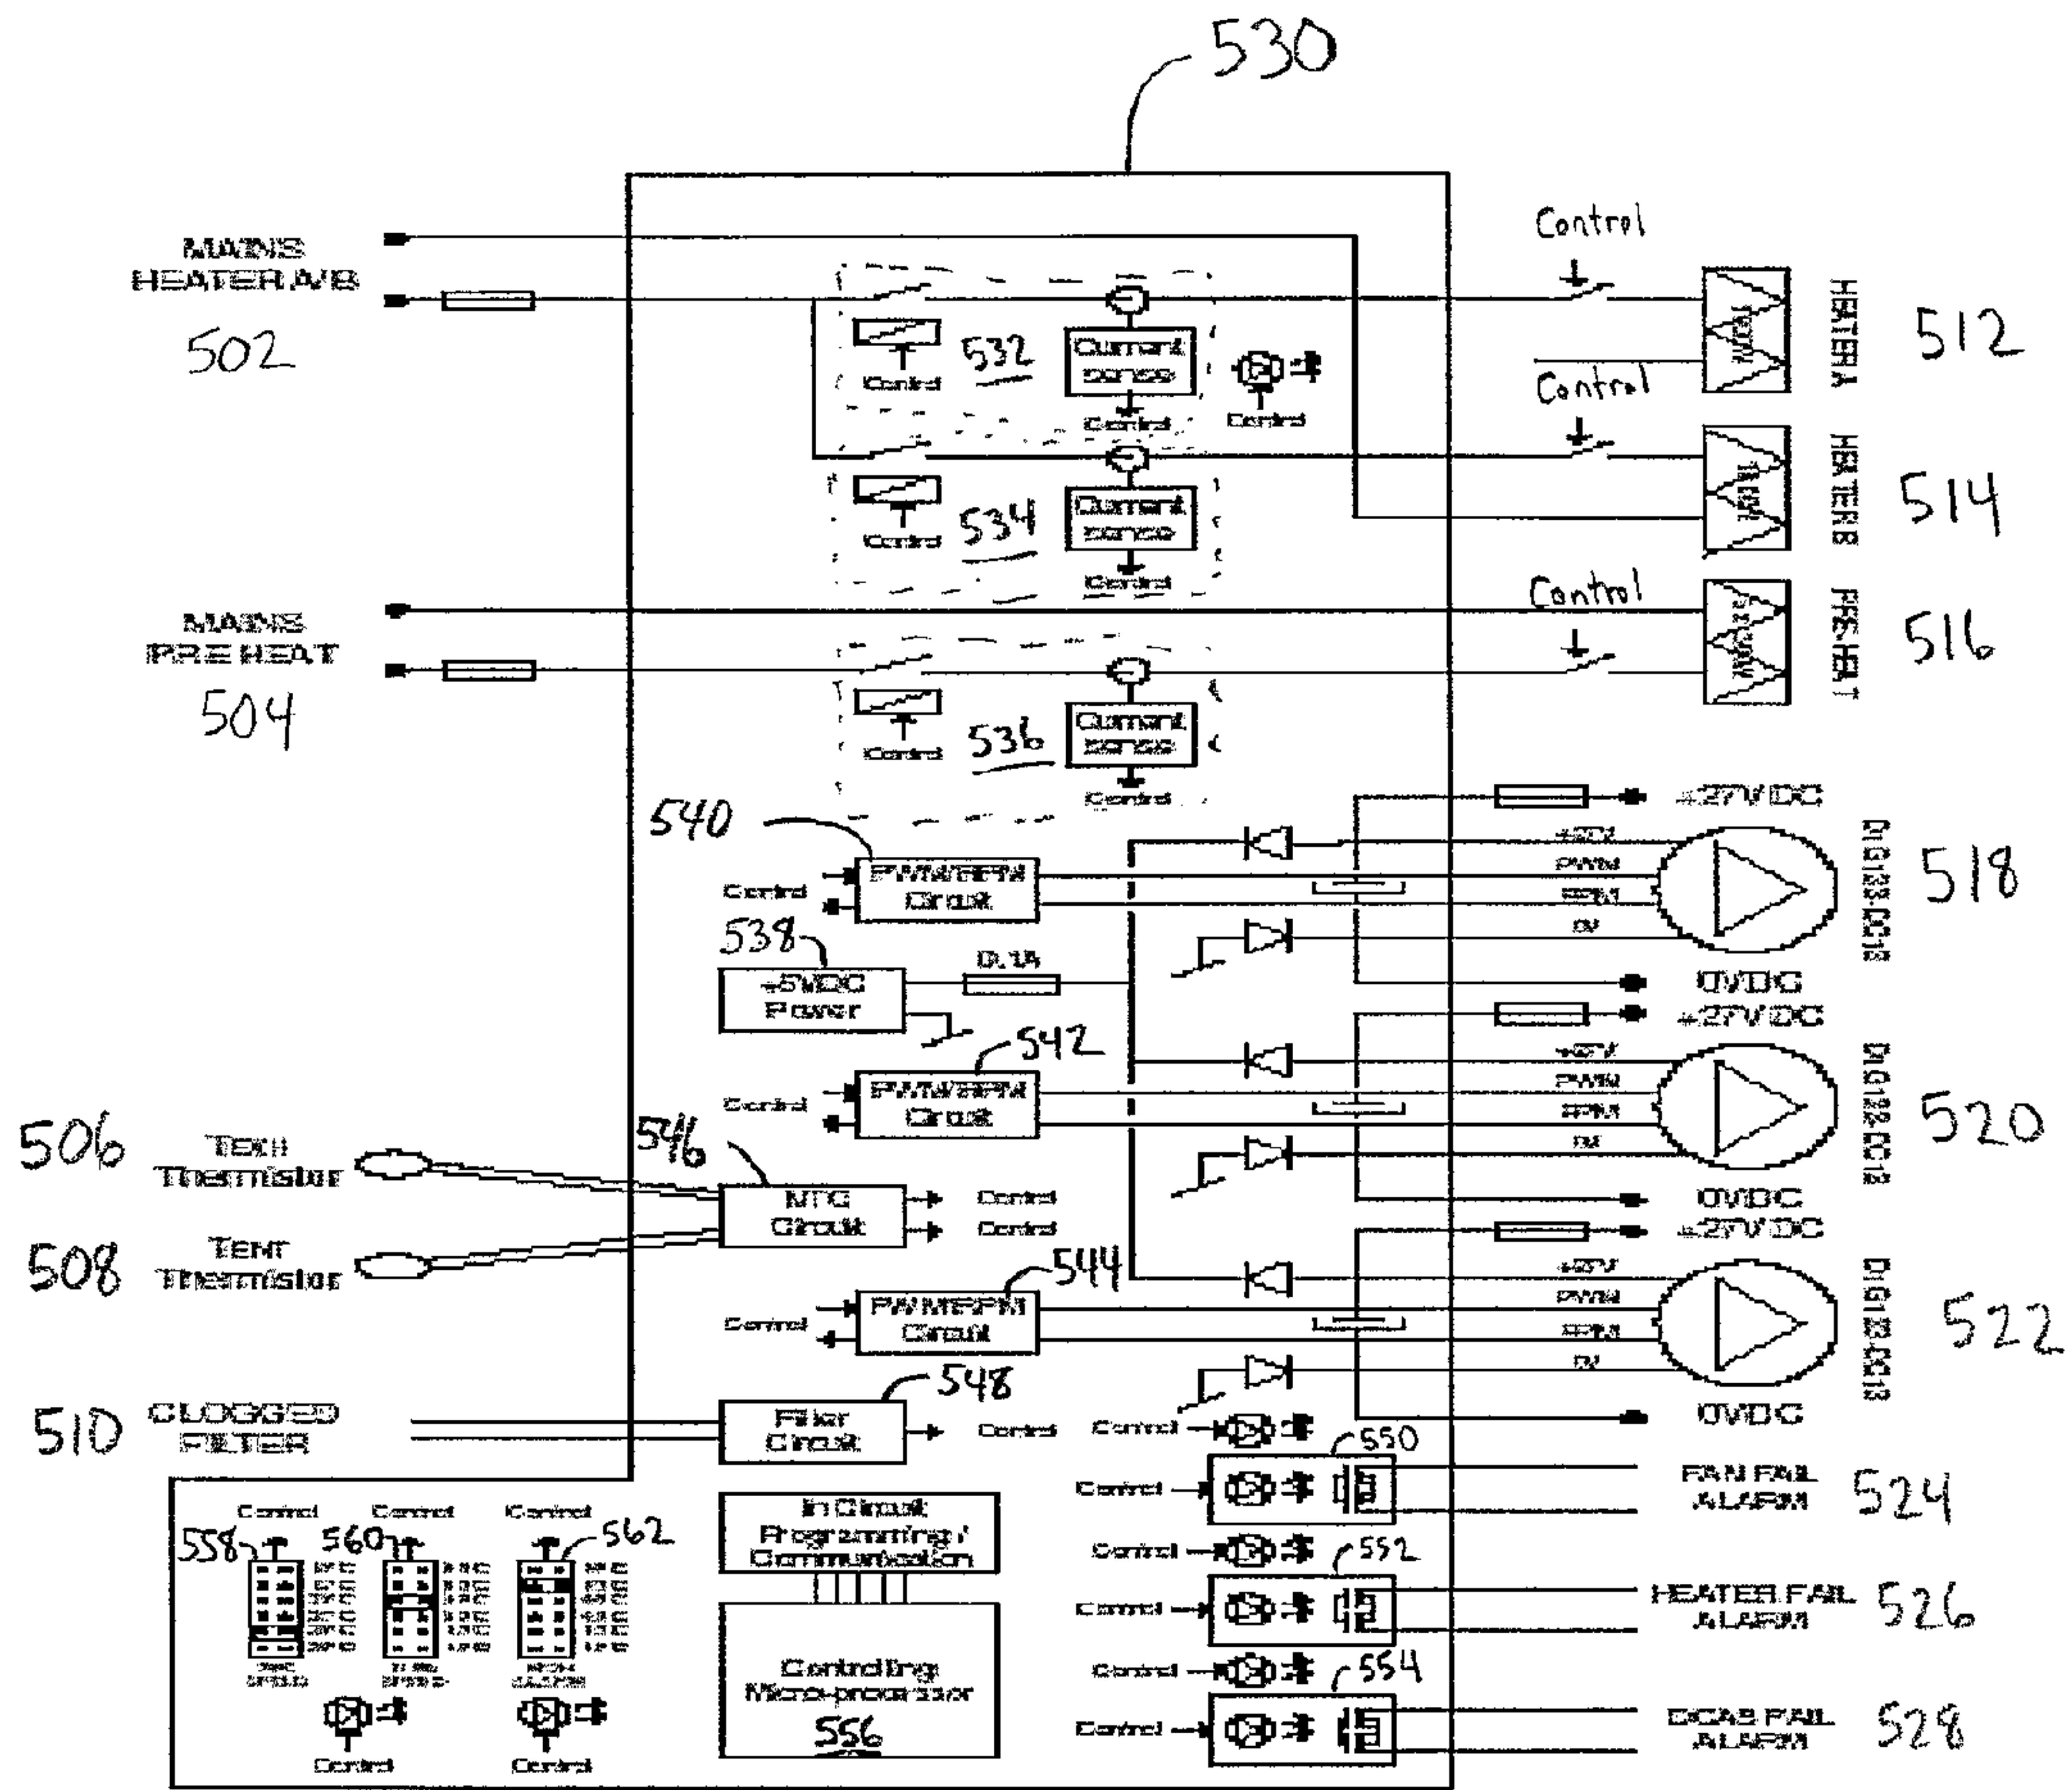 530
MAINS
HEATER A/B
502
Control
HEATER A
512
532
Current
sense
Control
Control
Control
Control
HEATER B
514
534
Current
sense
Control
Control
MAINS
PRE HEAT
504
Control
PRE-HEAT
516
536
Current
sense
Control
Control
540
PWM/RPM
Circuit
Control
+27VDC
+27V
PWM
RPM
0V
518
0VDC
538
+5VDC
Power
0.1A
542
PWM/RPM
Circuit
Control
+27VDC
+27V
PWM
RPM
0V
520
0VDC
506
Tech
Thermistor
546
NTC
Circuit
Control
Control
508
Tent
Thermistor
544
PWM/RPM
Circuit
Control
+27VDC
+27V
PWM
RPM
0V
522
0VDC
510
CLOGGED
FILTER
548
Filter
Circuit
Control
Control
550
Control
FAN FAIL
ALARM
524
Control
552
Control
HEATER FAIL
ALARM
526
Control
554
Control
ALARM
528
Control
Control
Control
558
560
562
Control
Control
In Circuit
Programming /
Communication
Controlling
Micro-processor
556